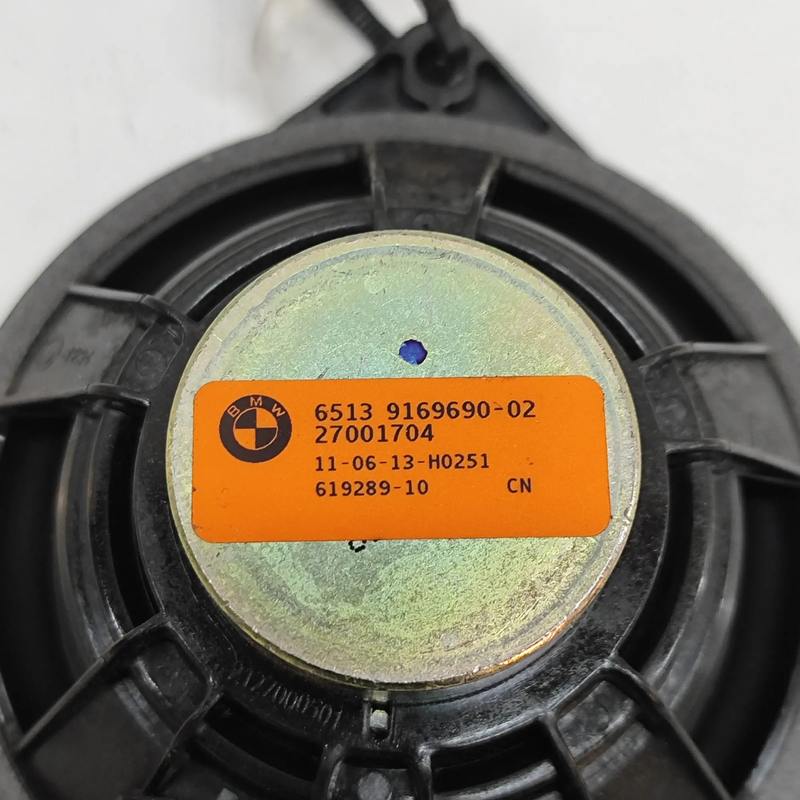 BMW
6513 9169690-02
27001704
11-06-13-H0251
619289-10 CN